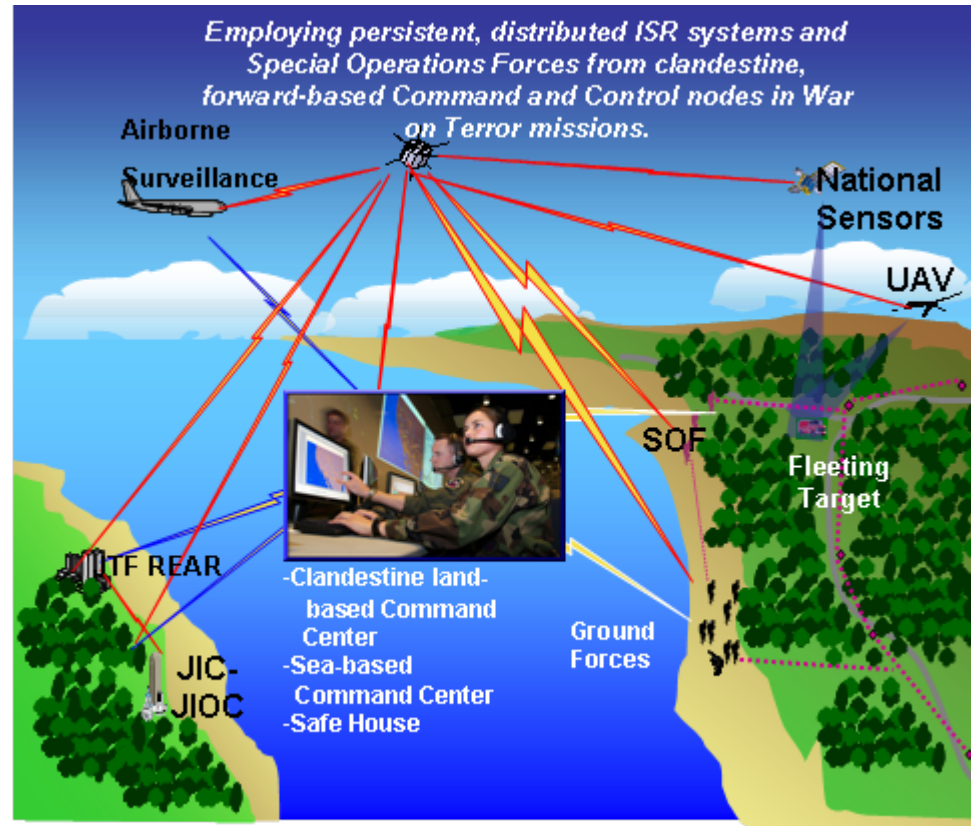 Employing persistent, distributed ISR systems and
Special Operations Forces from clandestine,
forward-based Command and Control nodes in War
on Terror missions.
Airborne
Surveillance
National
Sensors
UAV
SOF
Fleeting
Target
TF REAR
-Clandestine land-
based Command
Center
-Sea-based
Command Center
-Safe House
Ground
Forces
JIC-
JIOC